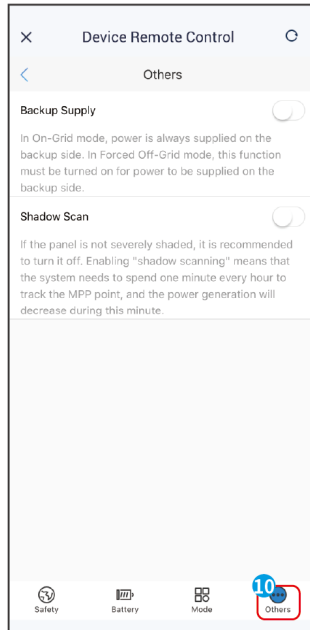 Device Remote Control
Others
Backup Supply
In On-Grid mode, power is always supplied on the
backup side. In Forced Off-Grid mode, this function
must be turned on for power to be supplied on the
backup side.
Shadow Scan
If the panel is not severely shaded, it is recommended
to turn it off. Enabling "shadow scanning" means that
the system needs to spend one minute every hour to
track the MPP point, and the power generation will
decrease during this minute.
10
Safety Battery Mode Others